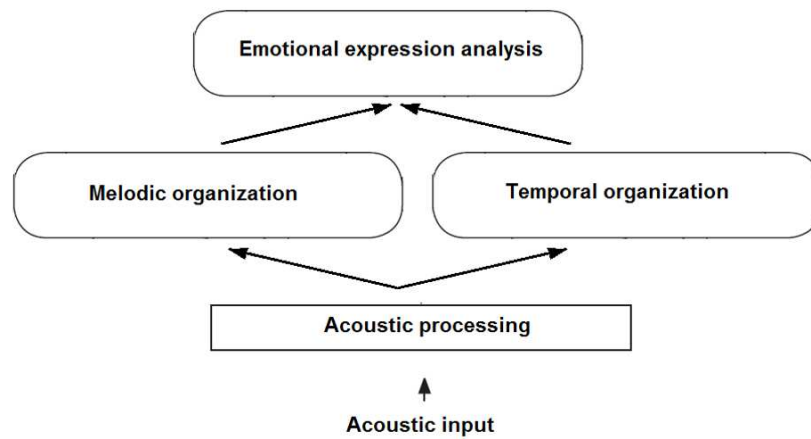 Emotional expression analysis
Melodic organization
Temporal organization
Acoustic processing
Acoustic input